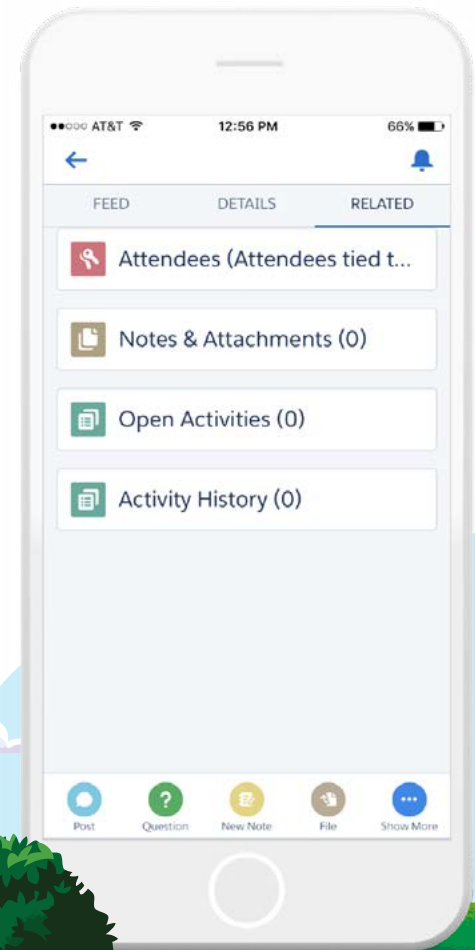 AT&T 12:56 PM 66%
FEED DETAILS RELATED
Attendees (Attendees tied t...
Notes & Attachments (0)
Open Activities (0)
Activity History (0)
Post Question New Note File Show More